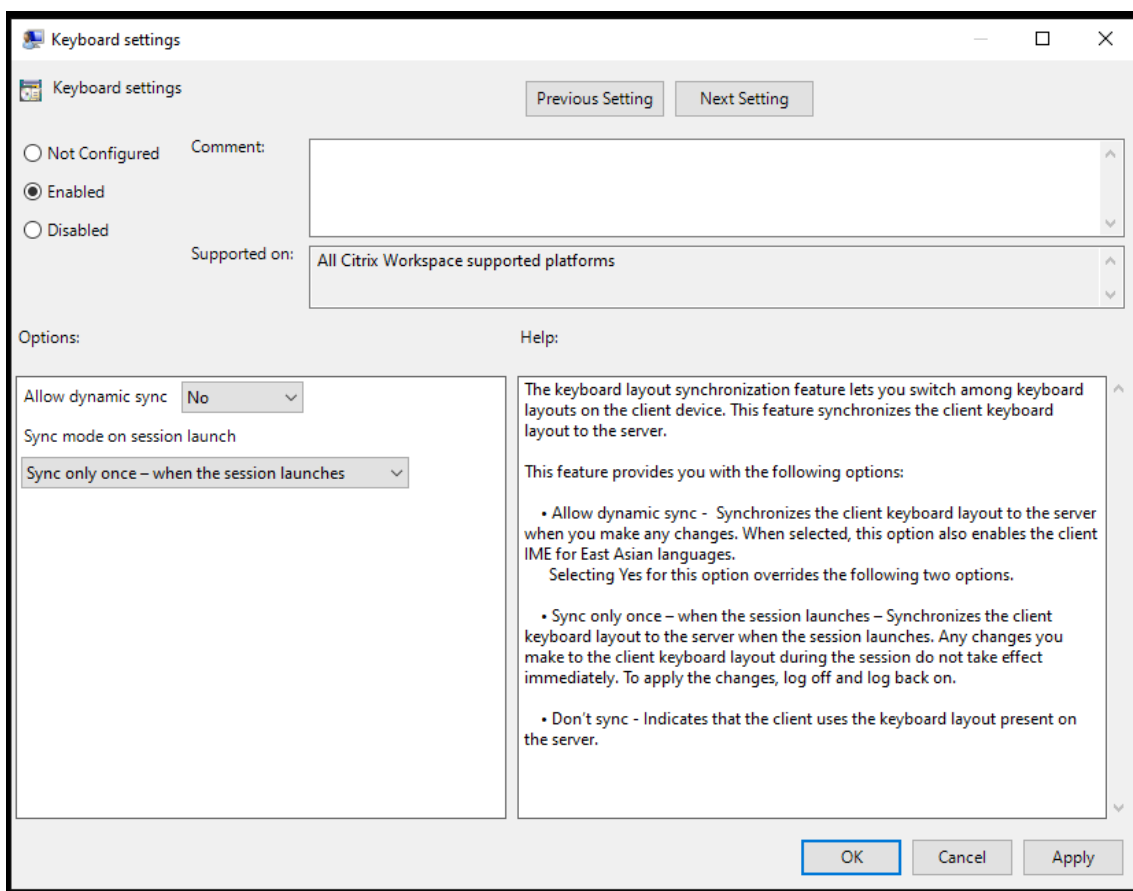 Keyboard settings
Keyboard settings
Previous Setting
Next Setting
Not Configured
Comment:
Enabled
Disabled
Supported on:
All Citrix Workspace supported platforms
Options:
Help:
Allow dynamic sync
No
Sync mode on session launch
Sync only once – when the session launches
The keyboard layout synchronization feature lets you switch among keyboard
layouts on the client device. This feature synchronizes the client keyboard
layout to the server.
This feature provides you with the following options:
• Allow dynamic sync -  Synchronizes the client keyboard layout to the server
when you make any changes. When selected, this option also enables the client
IME for East Asian languages.
Selecting Yes for this option overrides the following two options.
• Sync only once – when the session launches – Synchronizes the client
keyboard layout to the server when the session launches. Any changes you
make to the client keyboard layout during the session do not take effect
immediately. To apply the changes, log off and log back on.
• Don't sync - Indicates that the client uses the keyboard layout present on
the server.
OK
Cancel
Apply